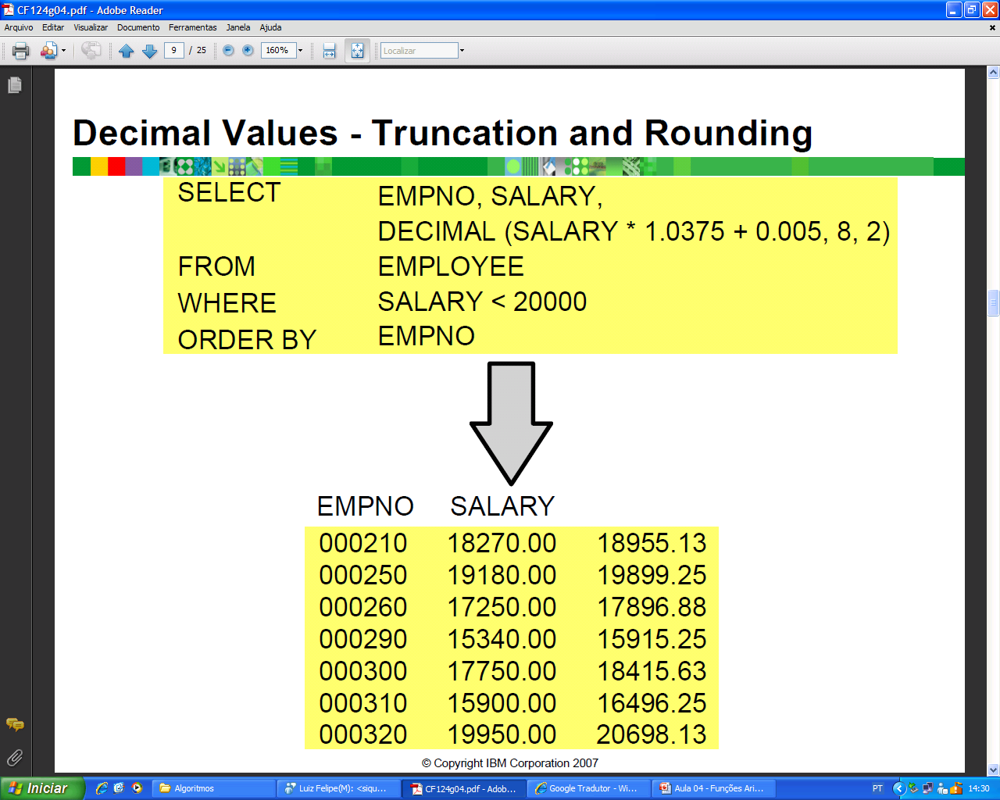 CF124g04.pdf - Adobe Reader
Arquivo Editar Visualizar Documento Ferramentas Janela Ajuda
9 / 25 160% Localizar
Decimal Values - Truncation and Rounding
SELECT EMPNO, SALARY,
DECIMAL (SALARY * 1.0375 + 0.005, 8, 2)
FROM EMPLOYEE
WHERE SALARY < 20000
ORDER BY EMPNO
EMPNO SALARY
000210 18270.00 18955.13
000250 19180.00 19899.25
000260 17250.00 17896.88
000290 15340.00 15915.25
000300 17750.00 18415.63
000310 15900.00 16496.25
000320 19950.00 20698.13
© Copyright IBM Corporation 2007
Iniciar Algoritmos Luiz Felipe(M): <siqu... CF124g04.pdf - Adob... Google Tradutor - Wi... Aula 04 - Funções Ari... PT 14:30